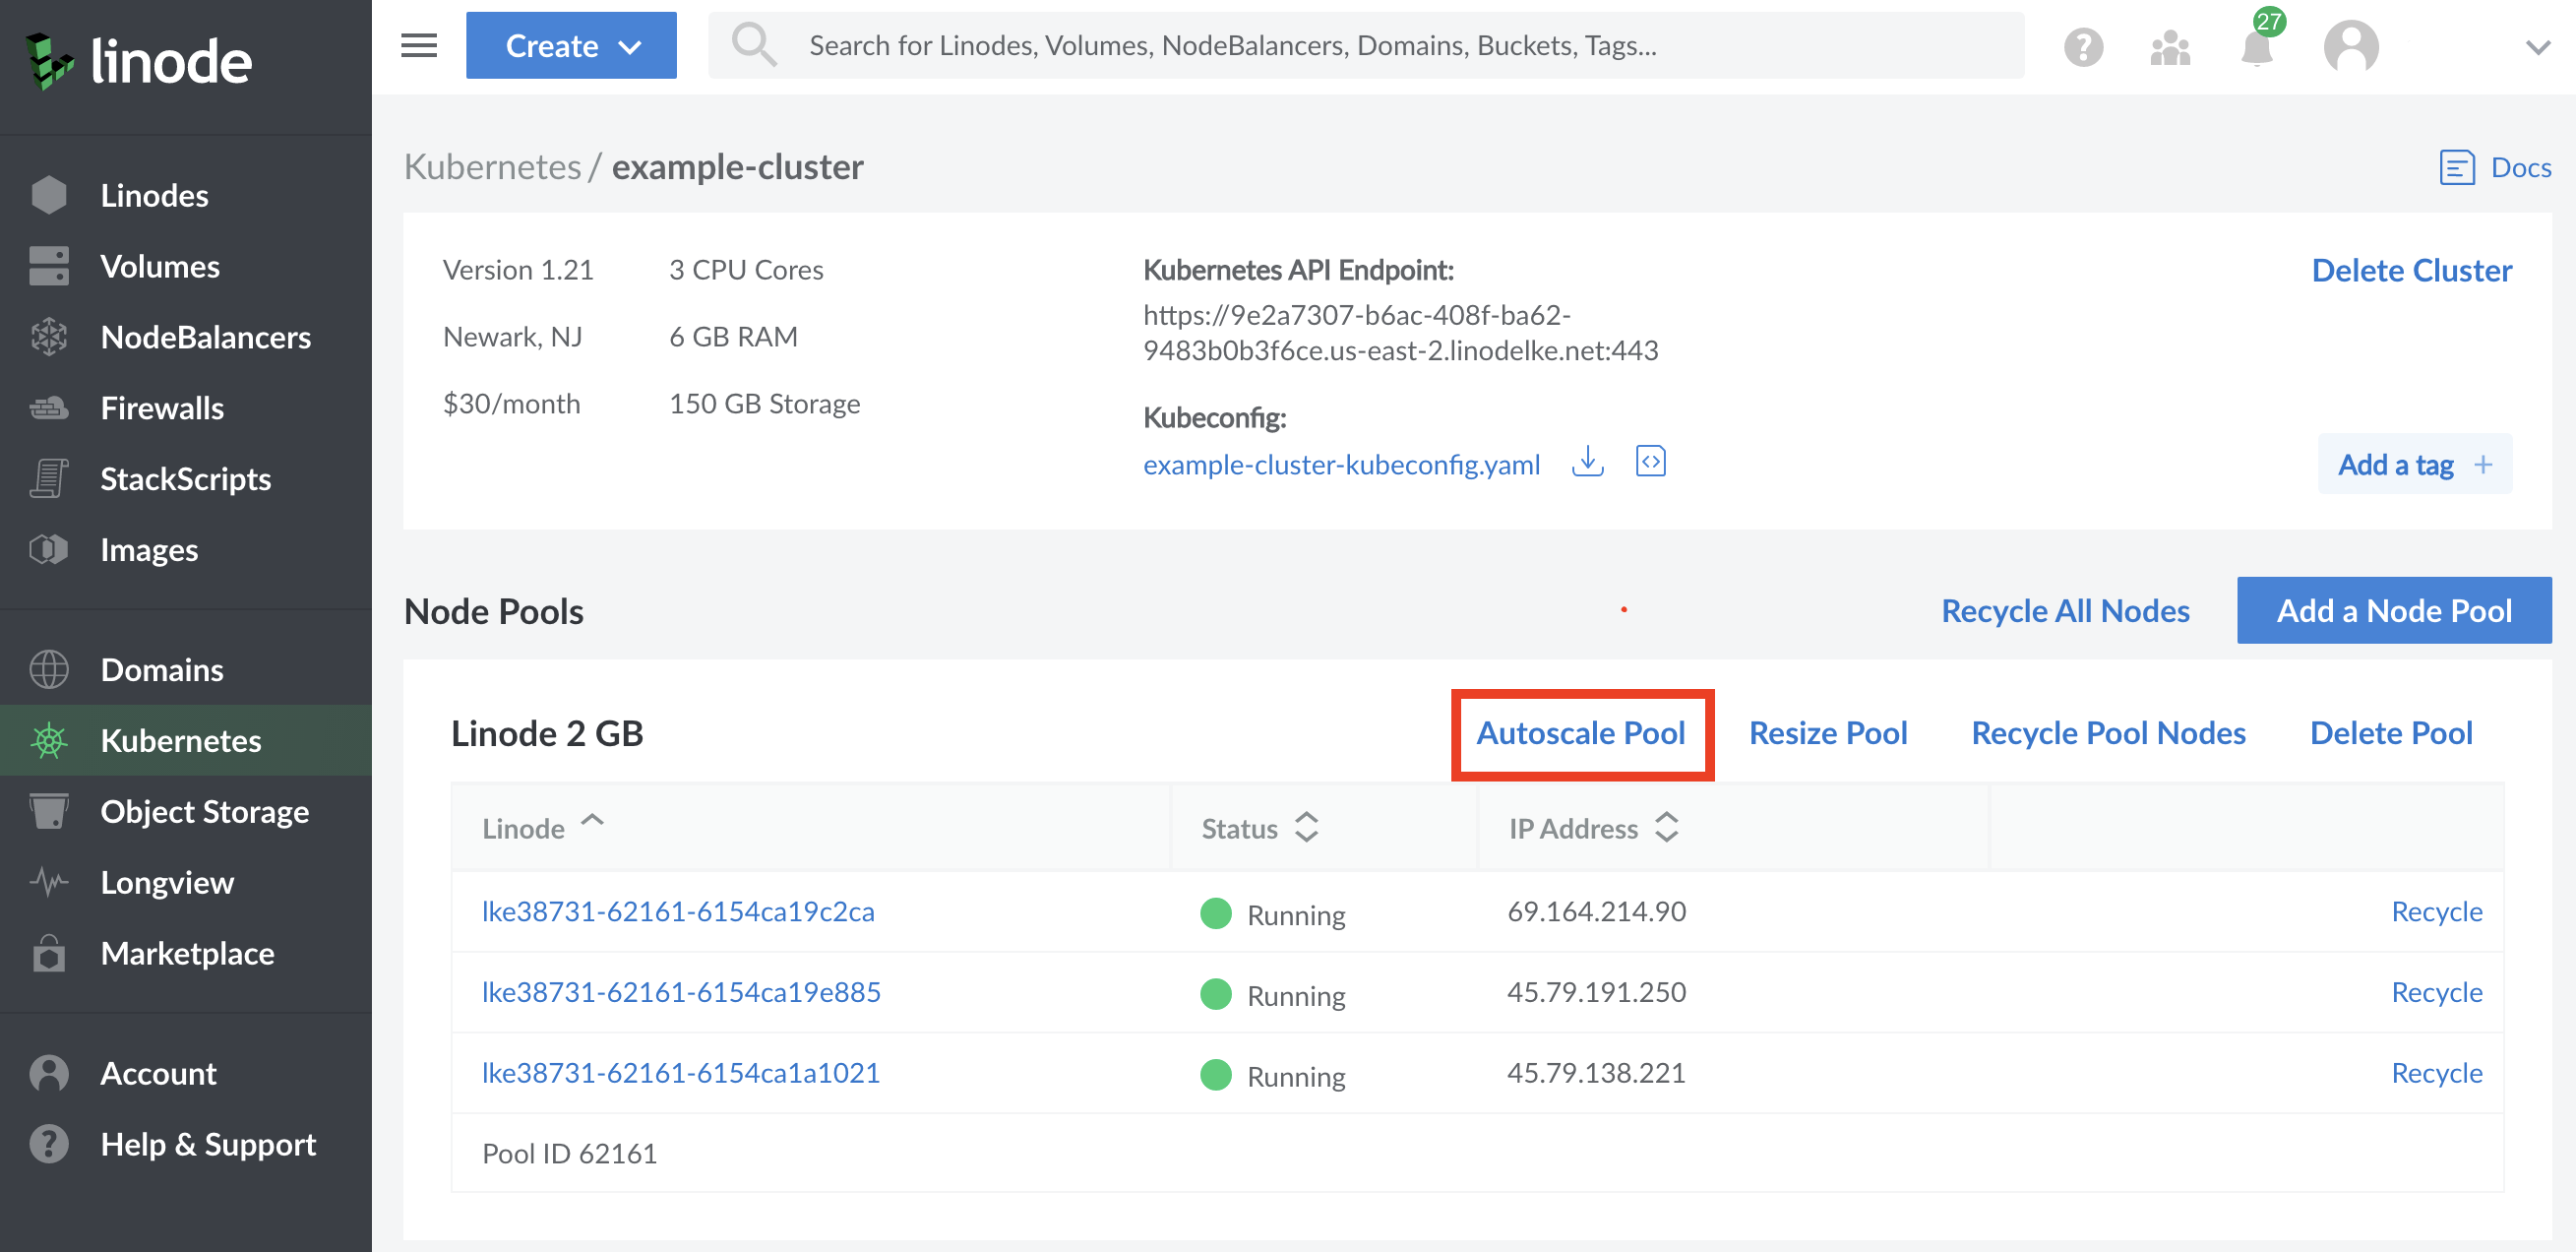 linode
Create
Search for Linodes, Volumes, NodeBalancers, Domains, Buckets, Tags...
27
Linodes
Volumes
NodeBalancers
Firewalls
StackScripts
Images
Domains
Kubernetes
Object Storage
Longview
Marketplace
Account
Help & Support
Kubernetes / example-cluster
Docs
Version 1.21
3 CPU Cores
Newark, NJ
6 GB RAM
$30/month
150 GB Storage
Kubernetes API Endpoint:
https://9e2a7307-b6ac-408f-ba62-
9483b0b3f6ce.us-east-2.linodelke.net:443
Kubeconfig:
example-cluster-kubeconfig.yaml
Delete Cluster
Add a tag +
Node Pools
Recycle All Nodes
Add a Node Pool
Linode 2 GB
Autoscale Pool
Resize Pool
Recycle Pool Nodes
Delete Pool
Linode
Status
IP Address
lke38731-62161-6154ca19c2ca
Running
69.164.214.90
Recycle
lke38731-62161-6154ca19e885
Running
45.79.191.250
Recycle
lke38731-62161-6154ca1a1021
Running
45.79.138.221
Recycle
Pool ID 62161